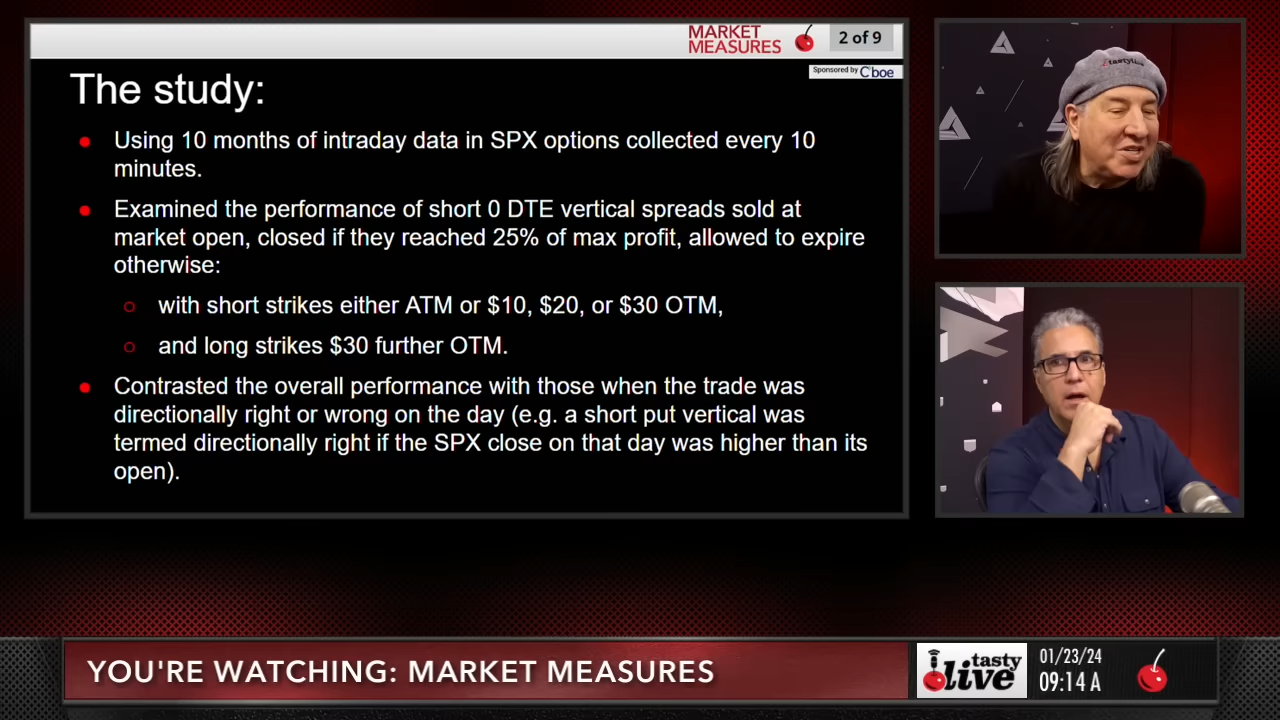 MARKET
MEASURES
2 of 9
Sponsored by Cboe
The study:
Using 10 months of intraday data in SPX options collected every 10
minutes.
Examined the performance of short 0 DTE vertical spreads sold at
market open, closed if they reached 25% of max profit, allowed to expire
otherwise:
with short strikes either ATM or $10, $20, or $30 OTM,
and long strikes $30 further OTM.
Contrasted the overall performance with those when the trade was
directionally right or wrong on the day (e.g. a short put vertical was
termed directionally right if the SPX close on that day was higher than its
open).
tastylive
YOU'RE WATCHING: MARKET MEASURES
tasty
live
01/23/24
09:14 A